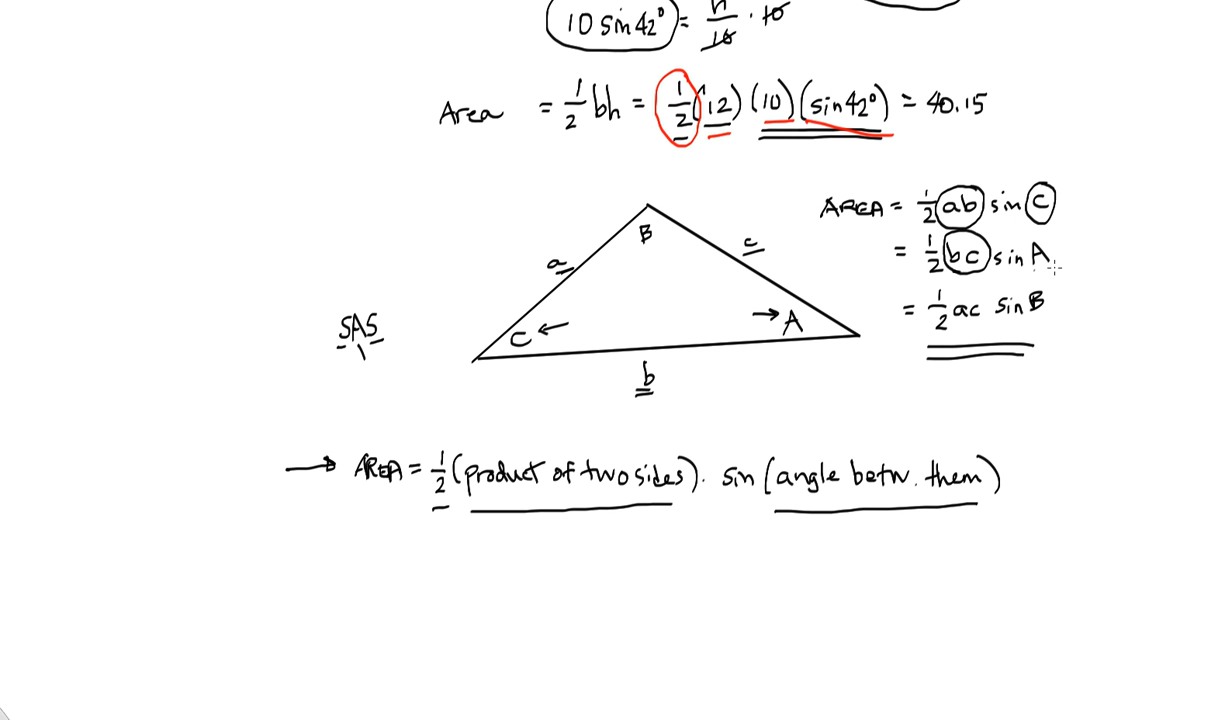 10 sin 42° = h/10 · 10
Area = 1/2 bh = 1/2 (12) (10) (sin 42°) = 40.15
AREA = 1/2 ab sin C
= 1/2 bc sin A
= 1/2 ac sin B
B
a
c
SAS
C
A
b
AREA = 1/2 (product of two sides) · sin (angle betw. them)